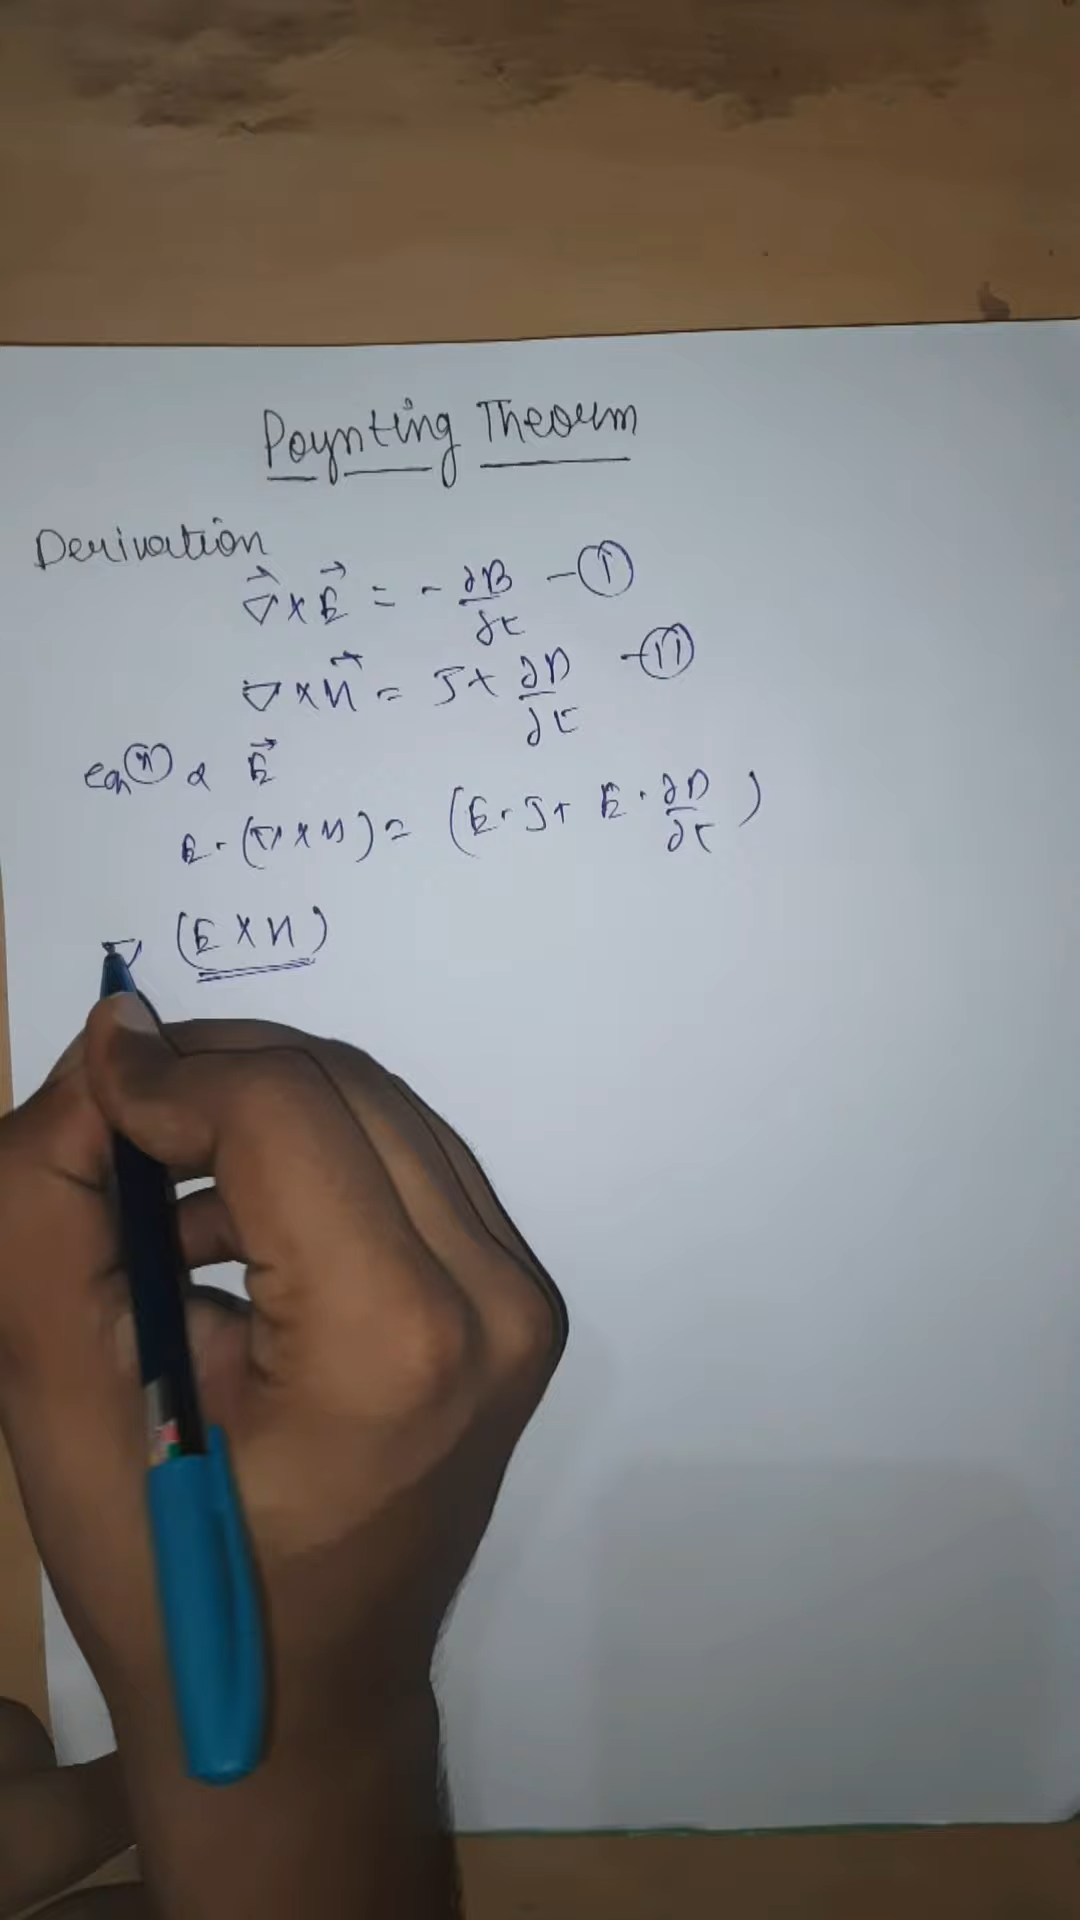 Poynting Theorem
Derivation
∇⃗ × E⃗ = - ∂B/∂t - (I)
∇ × H⃗ = J + ∂D/∂t - (II)
eqn (II) & E⃗
E · (∇ × H) = (E · J + E · ∂D/∂t)
∇ (E × H)